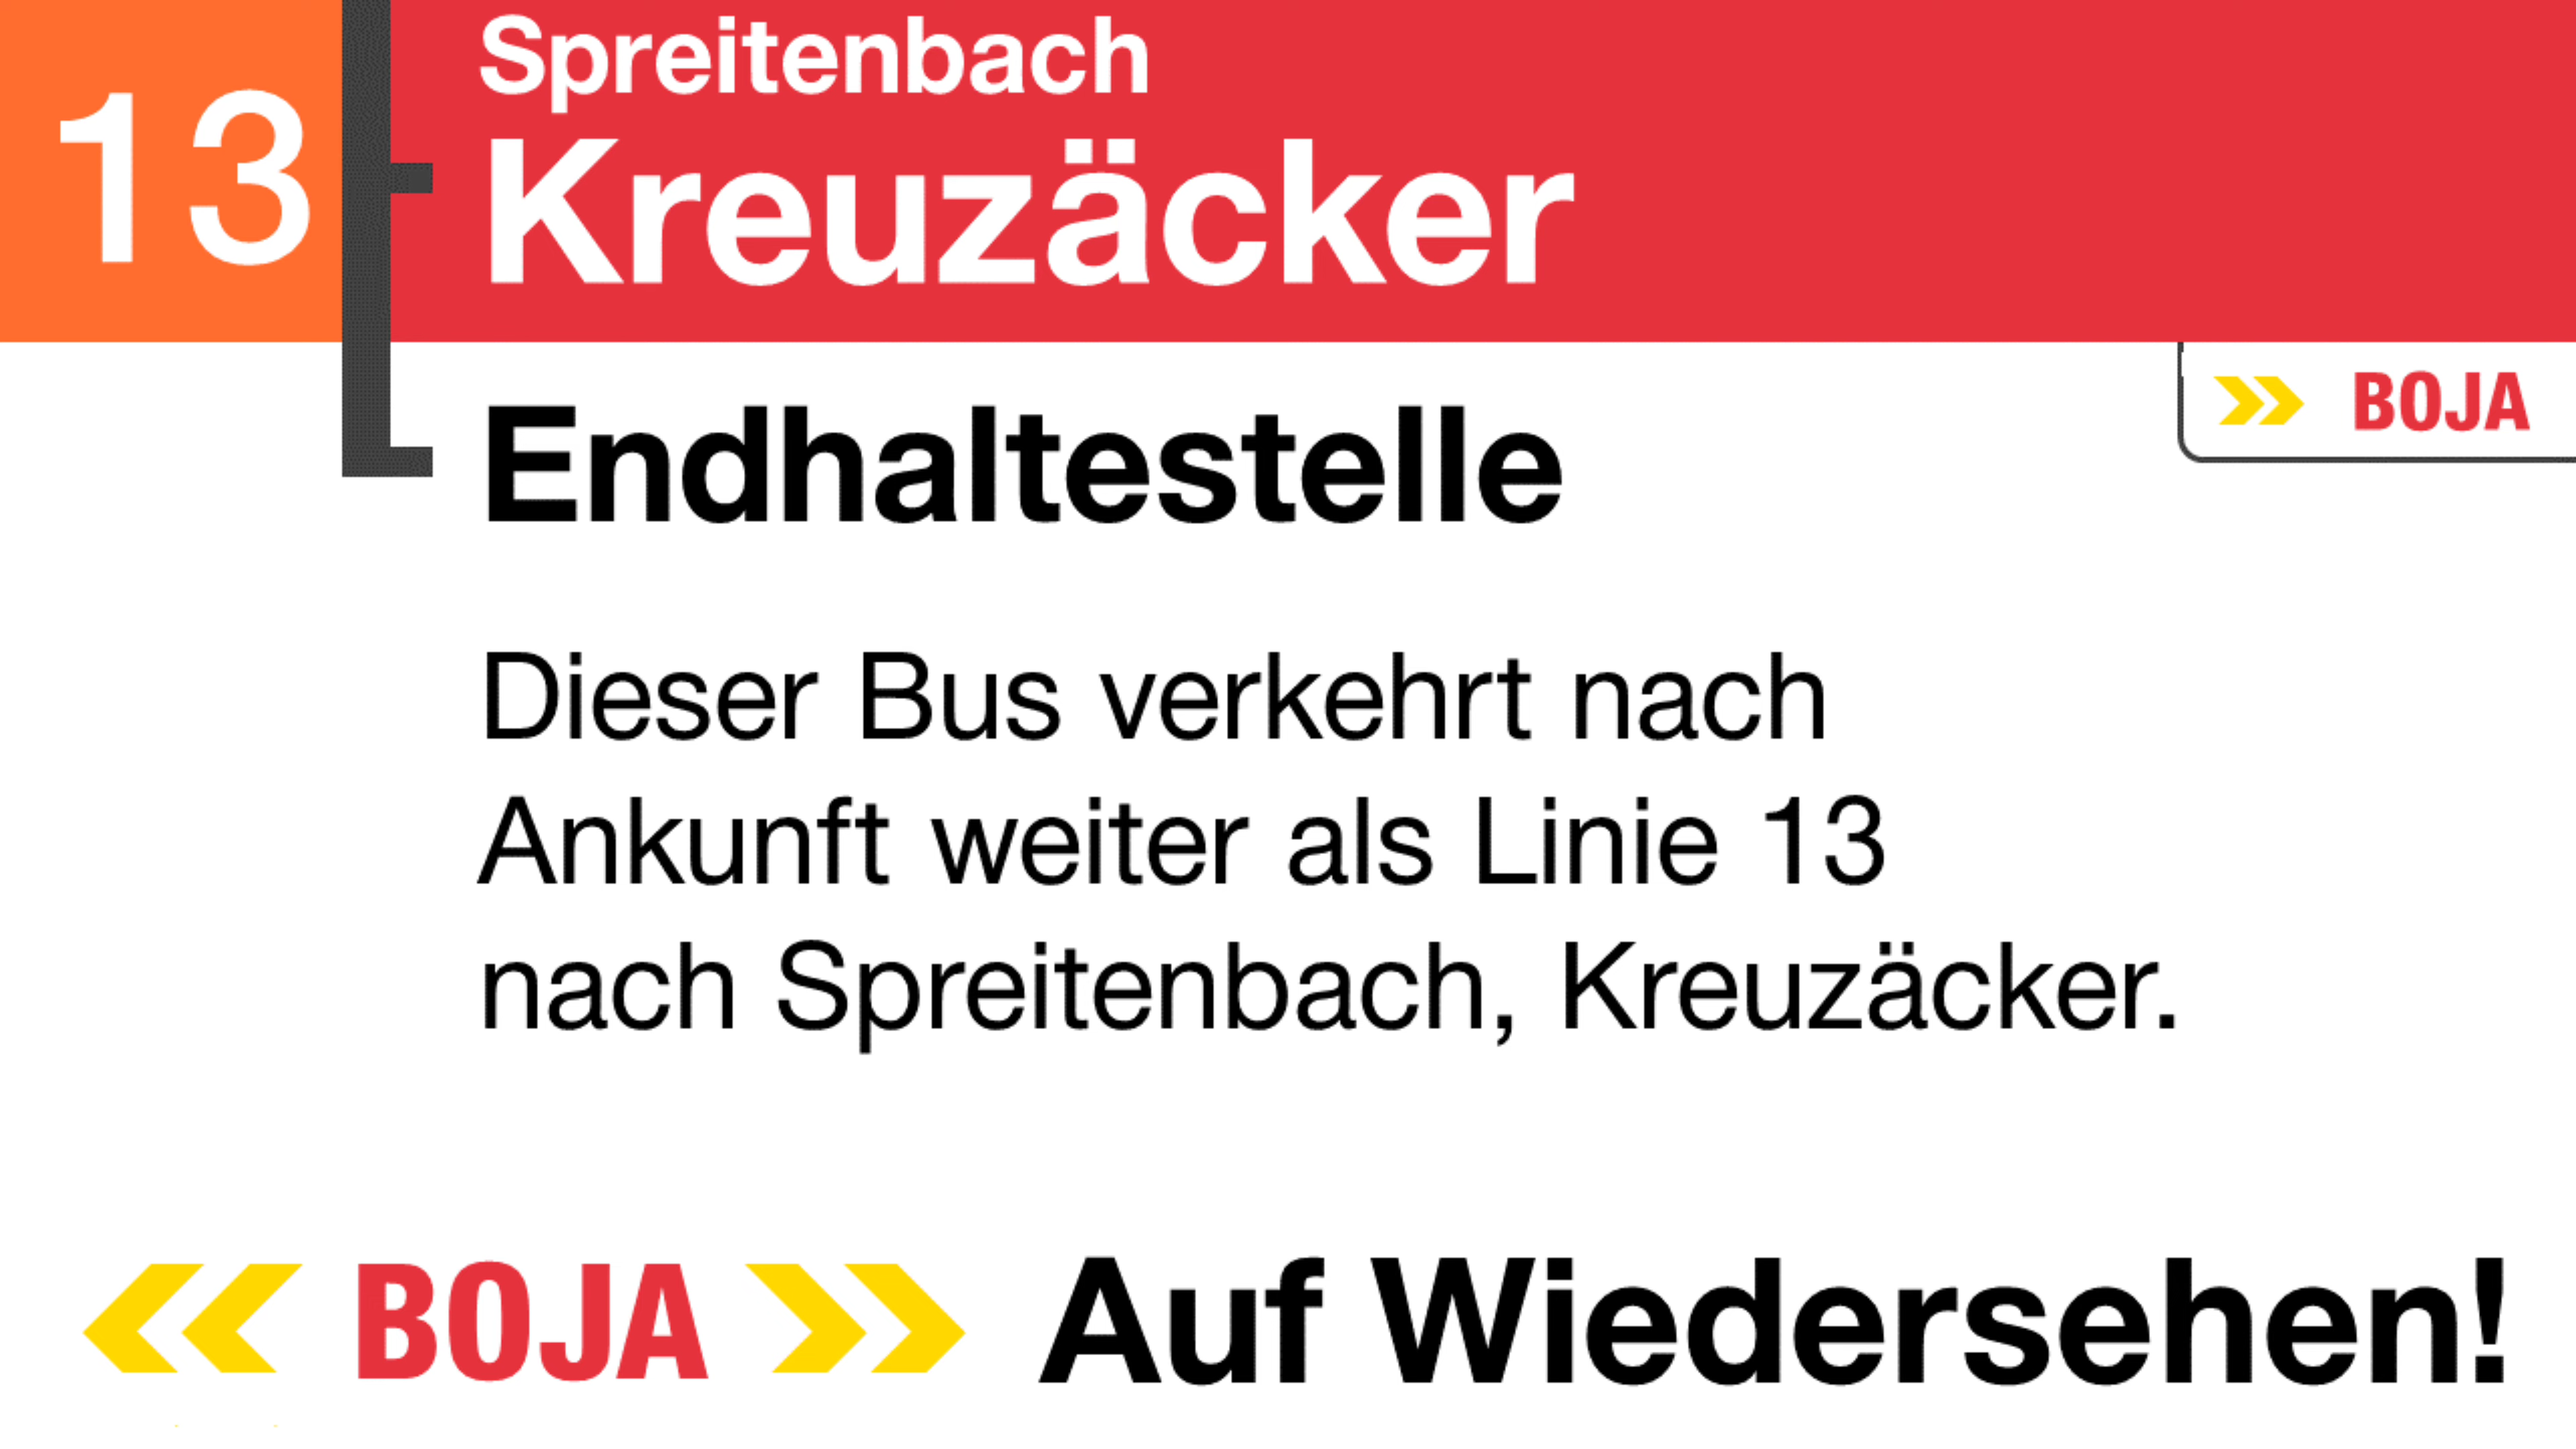 13
Spreitenbach
Kreuzäcker
BOJA
Endhaltestelle
Dieser Bus verkehrt nach
Ankunft weiter als Linie 13
nach Spreitenbach, Kreuzäcker.
BOJA Auf Wiedersehen!